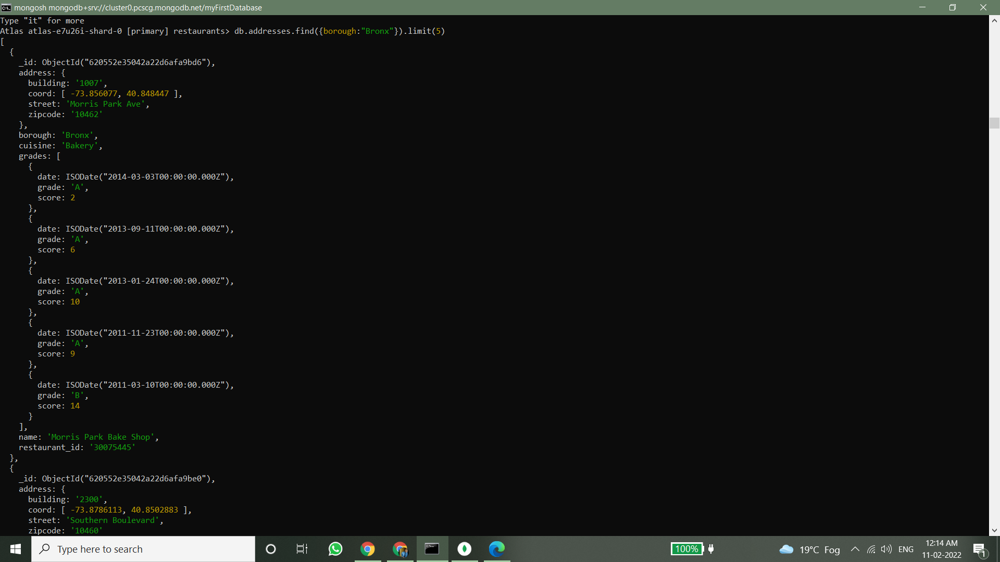 mongosh mongodb+srv://cluster0.pcscg.mongodb.net/myFirstDatabase
Type "it" for more
Atlas atlas-e7u26i-shard-0 [primary] restaurants> db.addresses.find({borough:"Bronx"}).limit(5)
[
  {
    _id: ObjectId("620552e35042a22d6afa9bd6"),
    address: {
      building: '1007',
      coord: [ -73.856077, 40.848447 ],
      street: 'Morris Park Ave',
      zipcode: '10462'
    },
    borough: 'Bronx',
    cuisine: 'Bakery',
    grades: [
      {
        date: ISODate("2014-03-03T00:00:00.000Z"),
        grade: 'A',
        score: 2
      },
      {
        date: ISODate("2013-09-11T00:00:00.000Z"),
        grade: 'A',
        score: 6
      },
      {
        date: ISODate("2013-01-24T00:00:00.000Z"),
        grade: 'A',
        score: 10
      },
      {
        date: ISODate("2011-11-23T00:00:00.000Z"),
        grade: 'A',
        score: 9
      },
      {
        date: ISODate("2011-03-10T00:00:00.000Z"),
        grade: 'B',
        score: 14
      }
    ],
    name: 'Morris Park Bake Shop',
    restaurant_id: '30075445'
  },
  {
    _id: ObjectId("620552e35042a22d6afa9be0"),
    address: {
      building: '2300',
      coord: [ -73.8786113, 40.8502883 ],
      street: 'Southern Boulevard',
      zipcode: '10460'
Type here to search
100%
19°C Fog
ENG
12:14 AM
11-02-2022
1